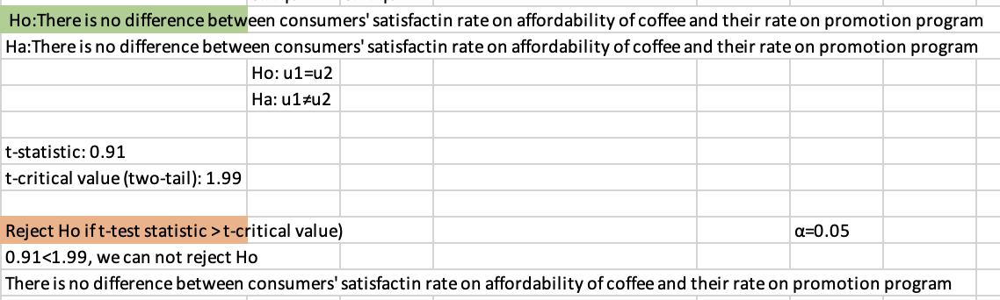 Ho:There is no difference between consumers' satisfactin rate on affordability of coffee and their rate on promotion program
Ha:There is no difference between consumers' satisfactin rate on affordability of coffee and their rate on promotion program
Ho: u1=u2
Ha: u1≠u2
t-statistic: 0.91
t-critical value (two-tail): 1.99
Reject Ho if t-test statistic > t-critical value) α=0.05
0.91<1.99, we can not reject Ho
There is no difference between consumers' satisfactin rate on affordability of coffee and their rate on promotion program